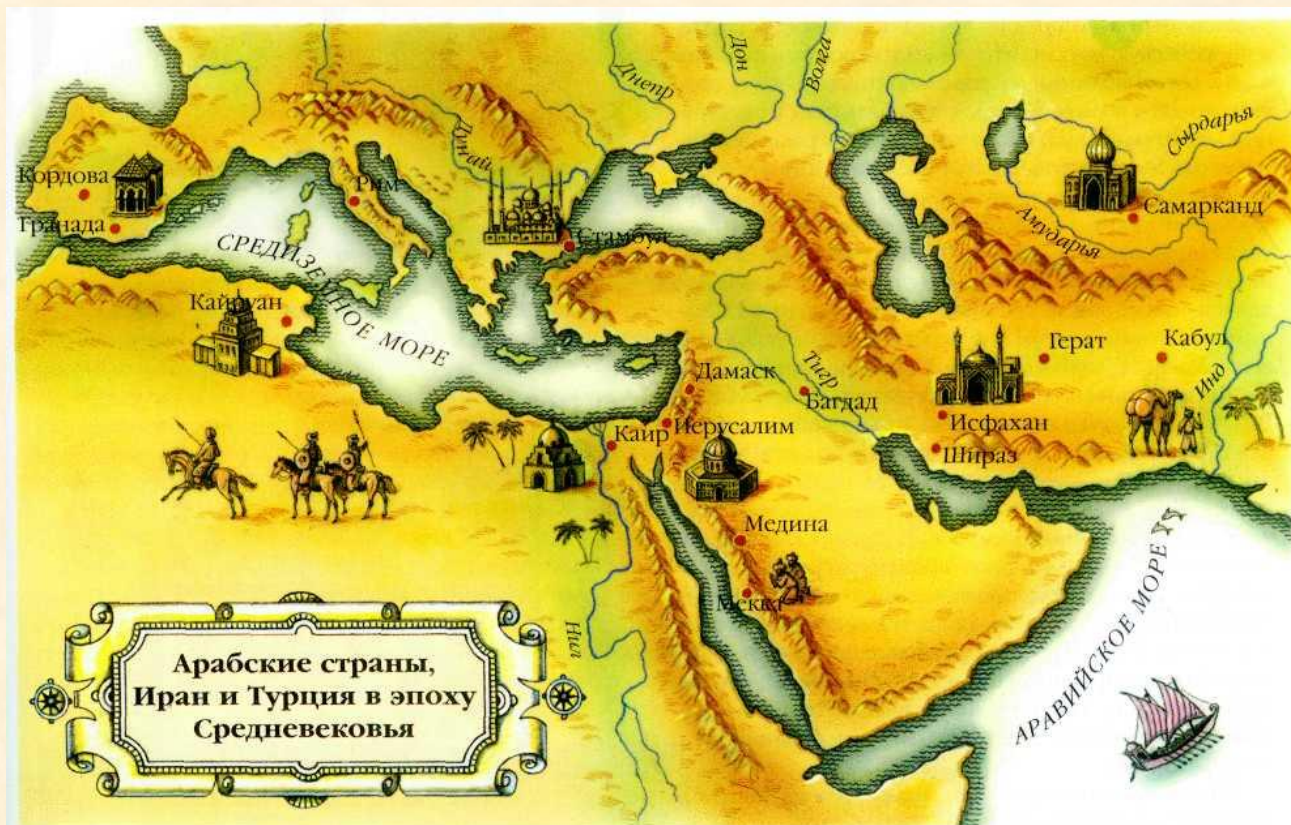 Днепр
Дон
Волга
Сырдарья
Амударья
Самарканд
Дунай
Кордова
Гранада
Рим
Стамбул
СРЕДИЗЕМНОЕ МОРЕ
Кайруан
Дамаск
Тигр
Багдад
Герат
Кабул
Инд
Исфахан
Шираз
Каир
Иерусалим
Медина
Мекка
Нил
АРАВИЙСКОЕ МОРЕ
Арабские страны,
Иран и Турция в эпоху
Средневековья